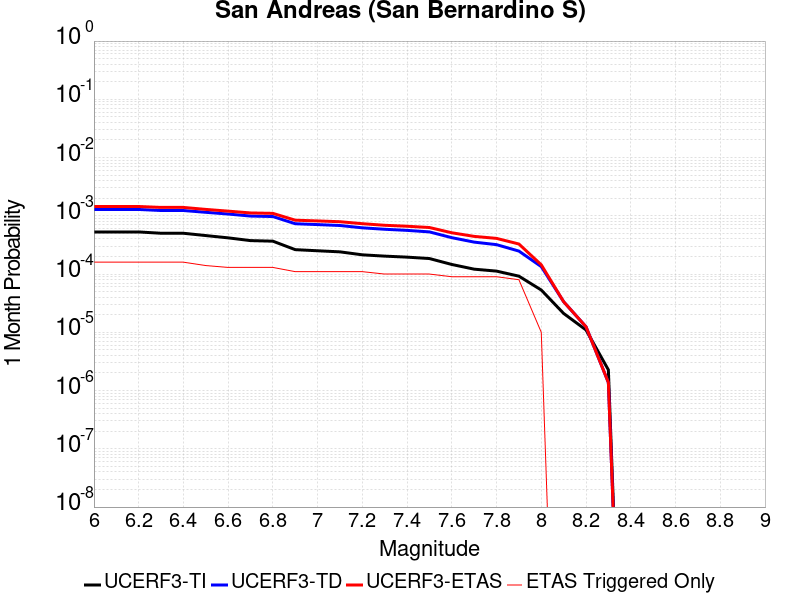 San Andreas (San Bernardino S)
10^0
10^-1
10^-2
10^-3
10^-4
10^-5
10^-6
10^-7
10^-8
1 Month Probability
6 6.2 6.4 6.6 6.8 7 7.2 7.4 7.6 7.8 8 8.2 8.4 8.6 8.8 9
Magnitude
UCERF3-TI UCERF3-TD UCERF3-ETAS ETAS Triggered Only